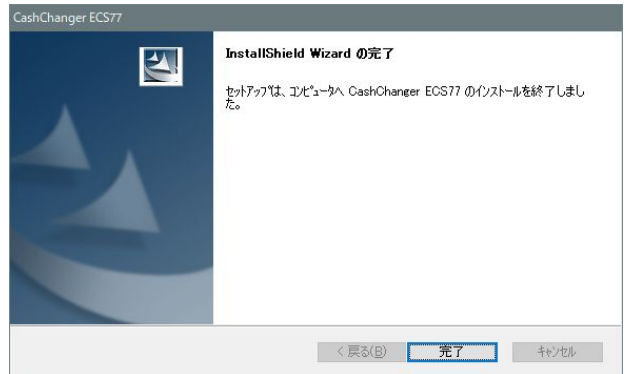 CashChanger ECS77
InstallShield Wizard の完了
ｾｯﾄｱｯﾌﾟは、ｺﾝﾋﾟｭｰﾀへ CashChanger ECS77 のｲﾝｽﾄｰﾙを終了しまし
た。
< 戻る(B)
完了
ｷｬﾝｾﾙ